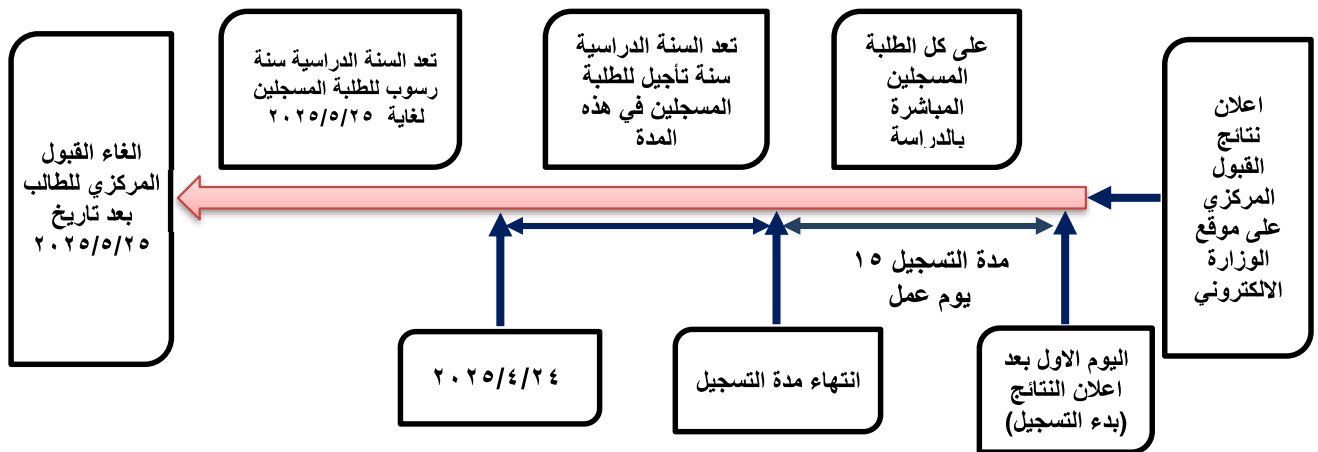 اعلان
نتائج
القبول
المركزي
على موقع
الوزارة
الالكتروني
على كل الطلبة
المسجلين
المباشرة
بالدراسة
تعد السنة الدراسية
سنة تأجيل للطلبة
المسجلين في هذه
المدة
تعد السنة الدراسية سنة
رسوب للطلبة المسجلين
لغاية ٢٠٢٥/٥/٢٥
الغاء القبول
المركزي للطالب
بعد تاريخ
٢٠٢٥/٥/٢٥
مدة التسجيل ١٥
يوم عمل
اليوم الاول بعد
اعلان النتائج
(بدء التسجيل)
انتهاء مدة التسجيل
٢٠٢٥/٤/٢٤